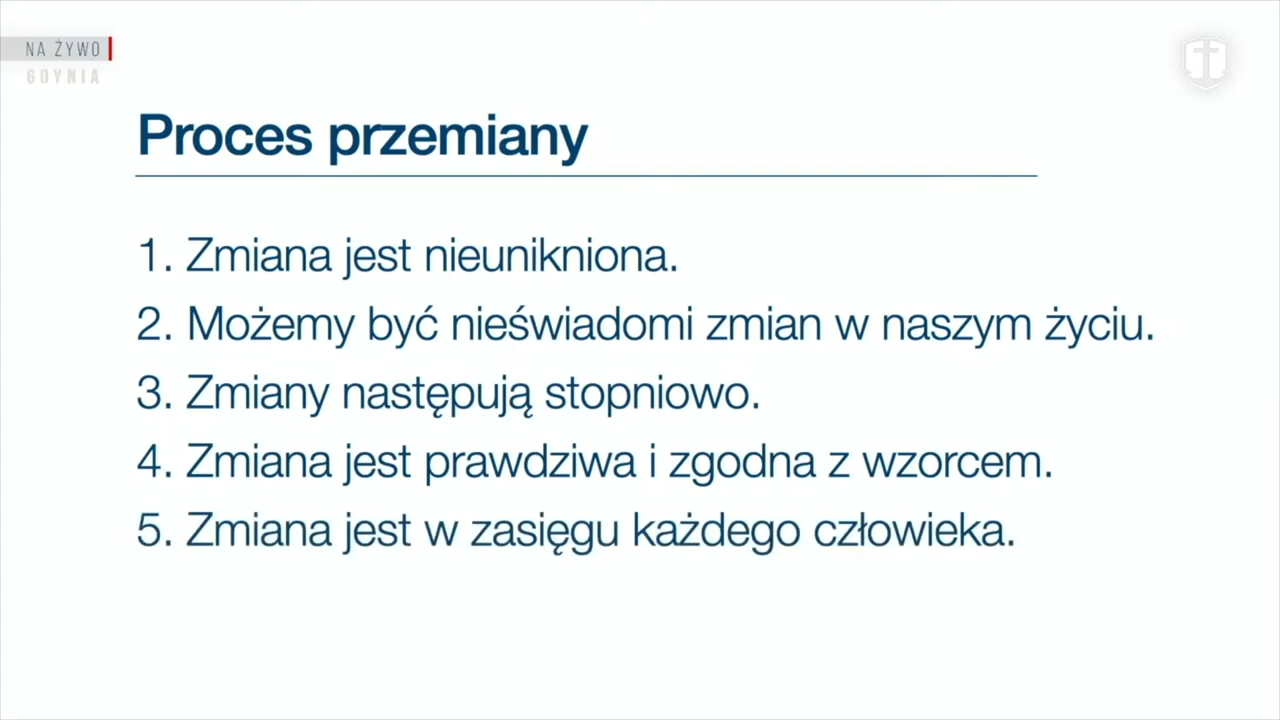 NA ŻYWO
GDYNIA
Proces przemiany
1. Zmiana jest nieunikniona.
2. Możemy być nieświadomi zmian w naszym życiu.
3. Zmiany następują stopniowo.
4. Zmiana jest prawdziwa i zgodna z wzorcem.
5. Zmiana jest w zasięgu każdego człowieka.